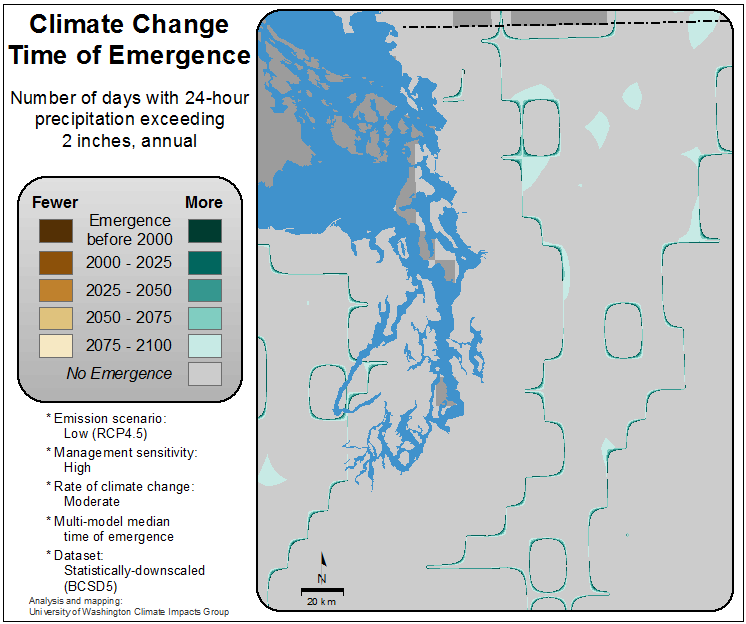 Climate Change
Time of Emergence
Number of days with 24-hour
precipitation exceeding
2 inches, annual
Fewer More
Emergence
before 2000
2000 - 2025
2025 - 2050
2050 - 2075
2075 - 2100
No Emergence
* Emission scenario:
Low (RCP4.5)
* Management sensitivity:
High
* Rate of climate change:
Moderate
* Multi-model median
time of emergence
* Dataset:
Statistically-downscaled
(BCSD5)
Analysis and mapping:
University of Washington Climate Impacts Group
N
20 km